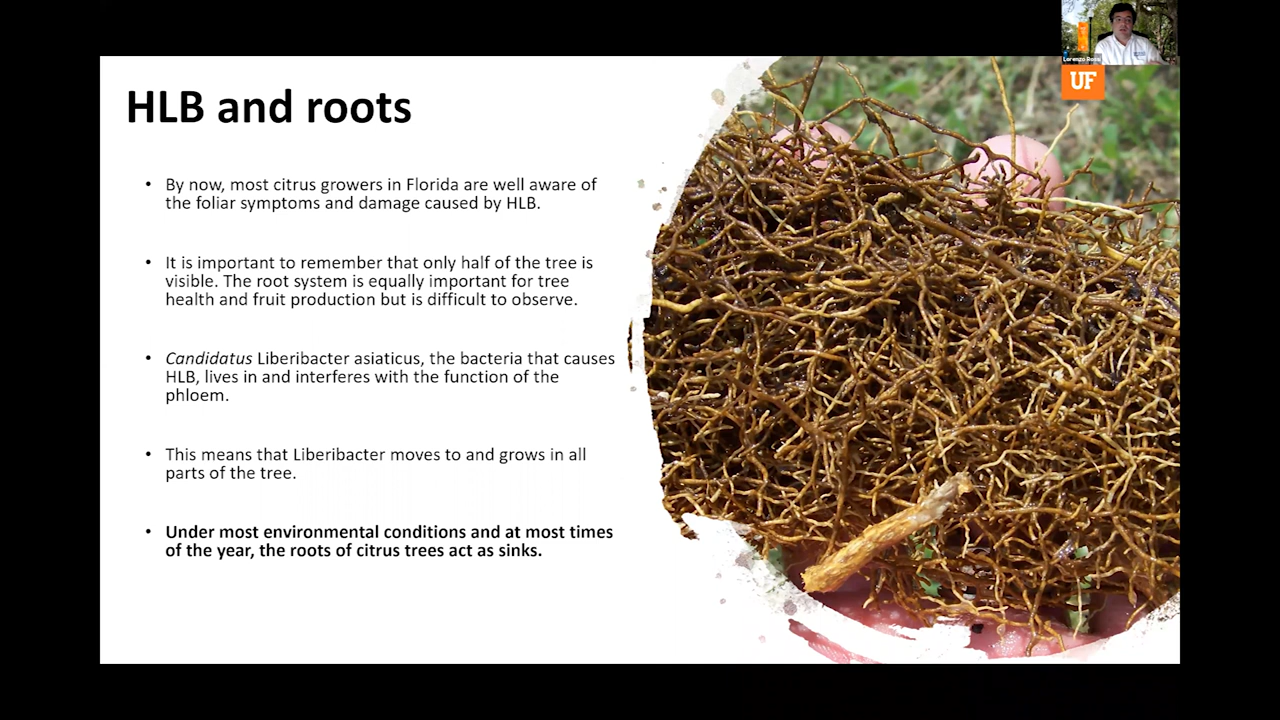 Lorenzo Rossi
UF
HLB and roots
• By now, most citrus growers in Florida are well aware of
the foliar symptoms and damage caused by HLB.
• It is important to remember that only half of the tree is
visible. The root system is equally important for tree
health and fruit production but is difficult to observe.
• Candidatus Liberibacter asiaticus, the bacteria that causes
HLB, lives in and interferes with the function of the
phloem.
• This means that Liberibacter moves to and grows in all
parts of the tree.
• Under most environmental conditions and at most times
of the year, the roots of citrus trees act as sinks.